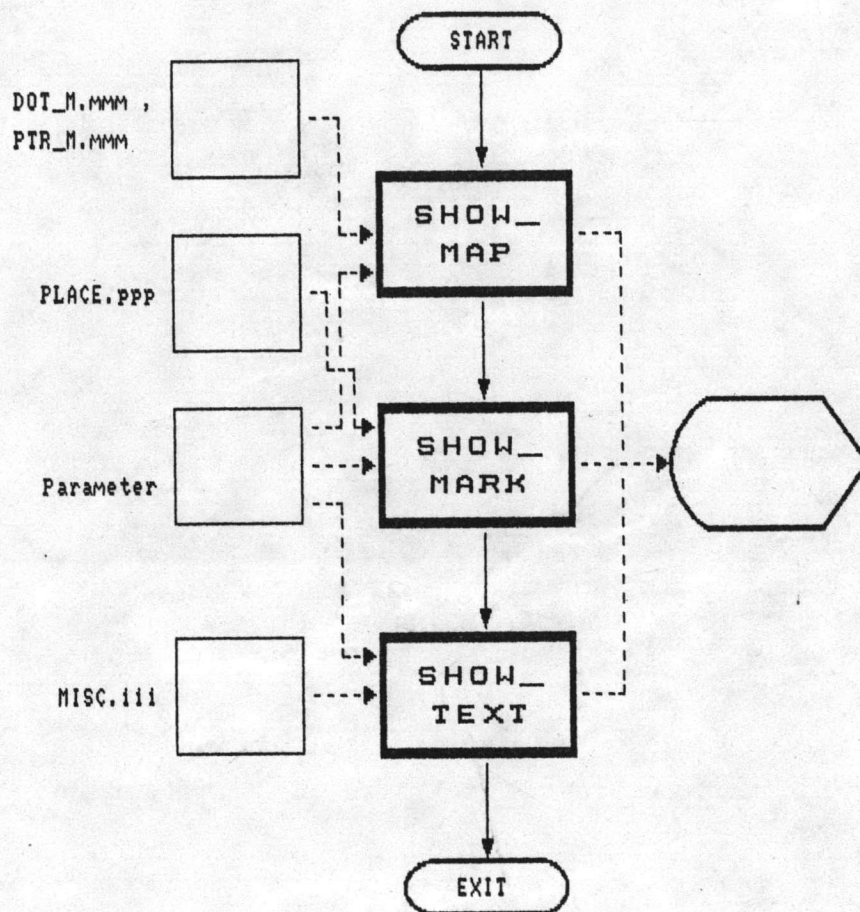 START
DOT_M.MMM ,
PTR_M.MMM
SHOW_
MAP
PLACE.ppp
SHOW_
MARK
Parameter
SHOW_
TEXT
MISC.iii
EXIT